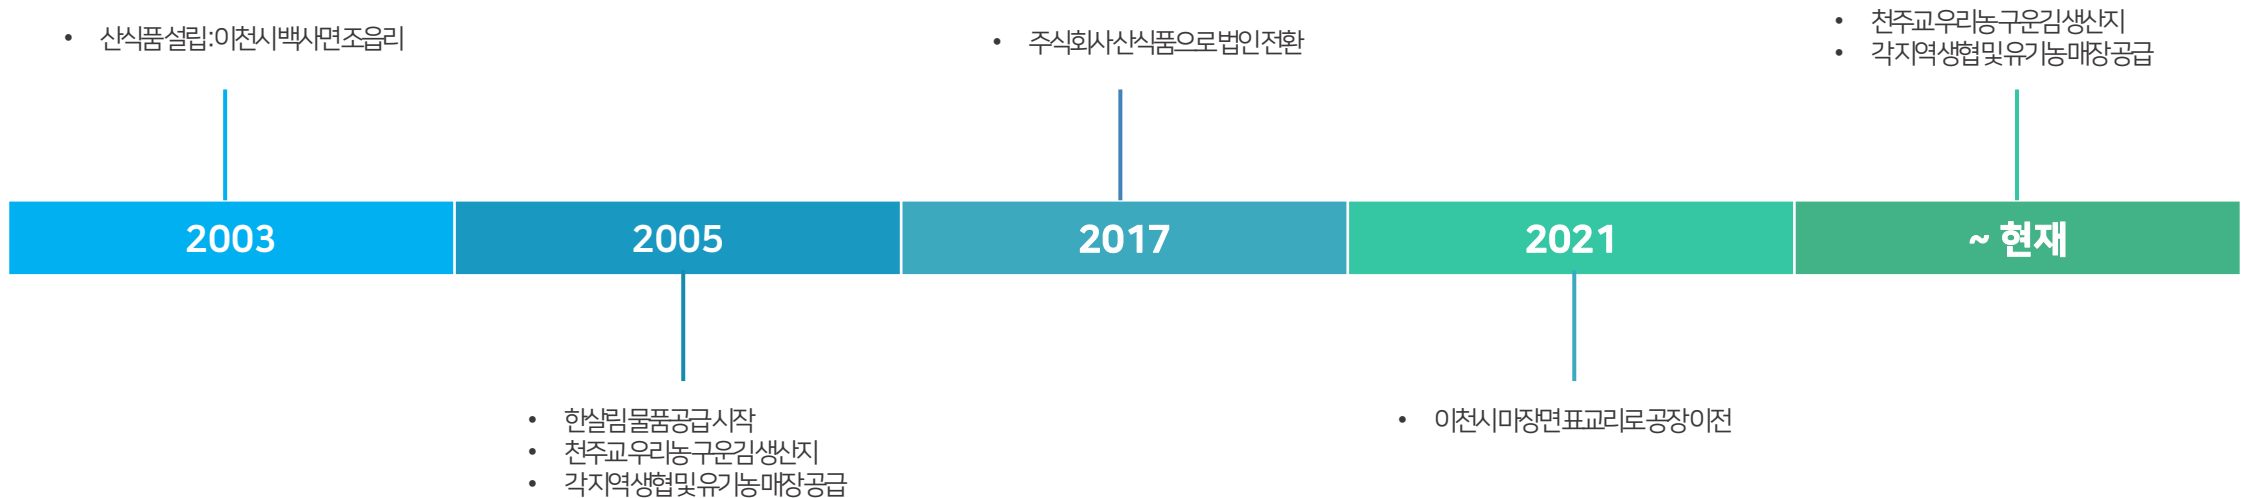 • 산식품 설립 : 이천시 백사면 조읍리
• 주식회사 산식품으로 법인 전환
• 천주교 우리농 구운김 생산지
• 각 지역 생협 및 유기농 매장 공급
2003
2005
2017
2021
~ 현재
• 한살림 물품공급 시작
• 천주교 우리농 구운김 생산지
• 각 지역 생협 및 유기농 매장 공급
• 이천시 마장면 표교리로 공장 이전